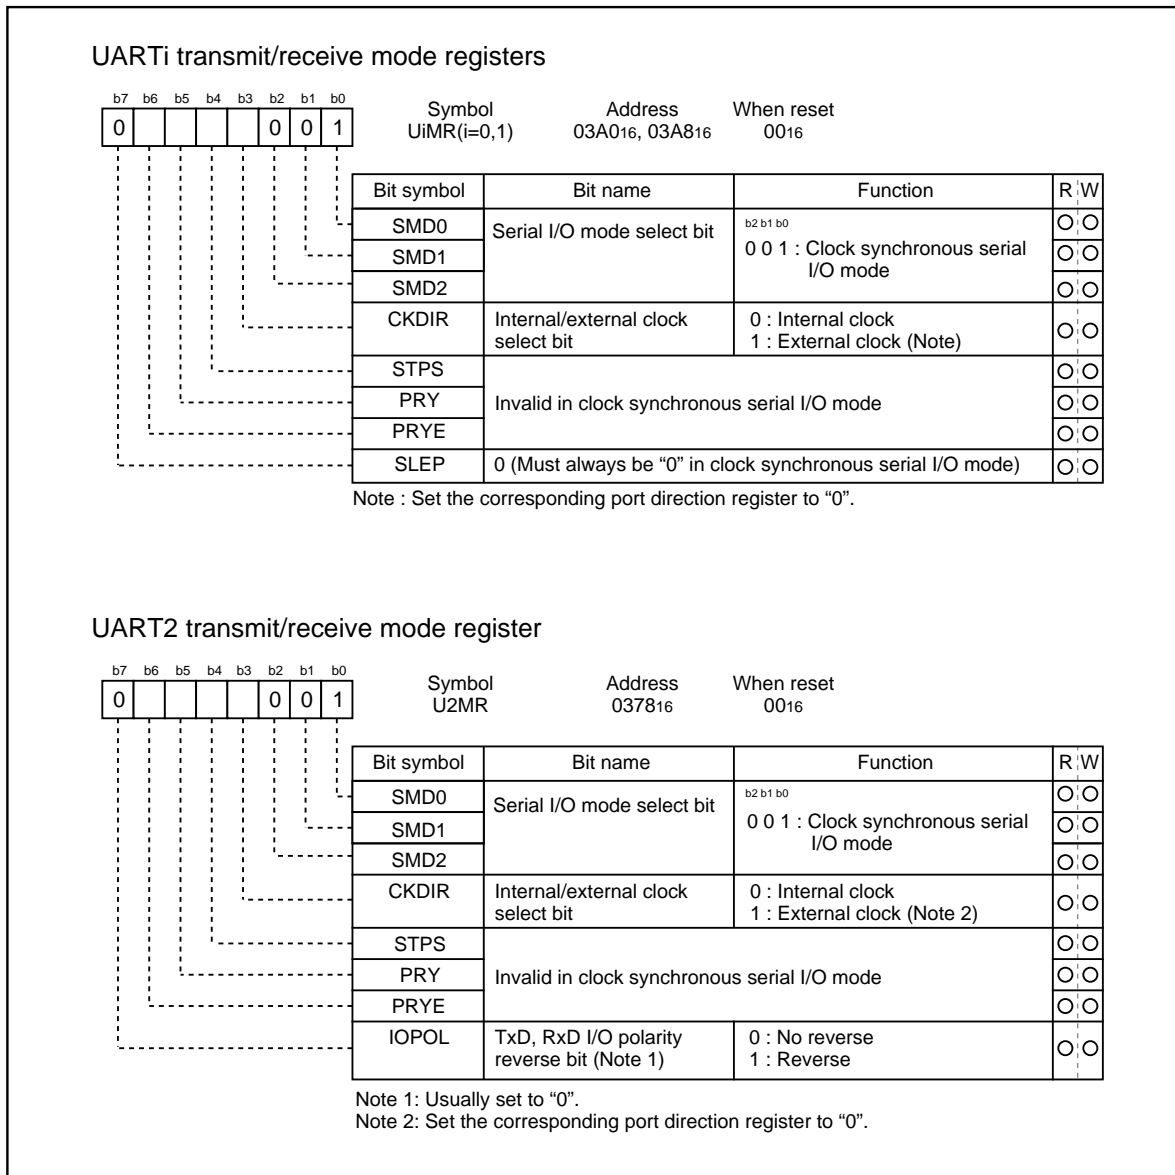 UARTi transmit/receive mode registers
b7 b6 b5 b4 b3 b2 b1 b0
0 0 0 1
Symbol Address When reset
UiMR(i=0,1) 03A016, 03A816 0016
Bit symbol Bit name Function R W
SMD0 Serial I/O mode select bit b2 b1 b0
SMD1 0 0 1 : Clock synchronous serial
I/O mode
SMD2
CKDIR Internal/external clock 0 : Internal clock
select bit 1 : External clock (Note)
STPS
PRY Invalid in clock synchronous serial I/O mode
PRYE
SLEP 0 (Must always be “0” in clock synchronous serial I/O mode)
Note : Set the corresponding port direction register to “0”.
UART2 transmit/receive mode register
b7 b6 b5 b4 b3 b2 b1 b0
0 0 0 1
Symbol Address When reset
U2MR 037816 0016
Bit symbol Bit name Function R W
SMD0 Serial I/O mode select bit b2 b1 b0
SMD1 0 0 1 : Clock synchronous serial
I/O mode
SMD2
CKDIR Internal/external clock 0 : Internal clock
select bit 1 : External clock (Note 2)
STPS
PRY Invalid in clock synchronous serial I/O mode
PRYE
IOPOL TxD, RxD I/O polarity 0 : No reverse
reverse bit (Note 1) 1 : Reverse
Note 1: Usually set to “0”.
Note 2: Set the corresponding port direction register to “0”.